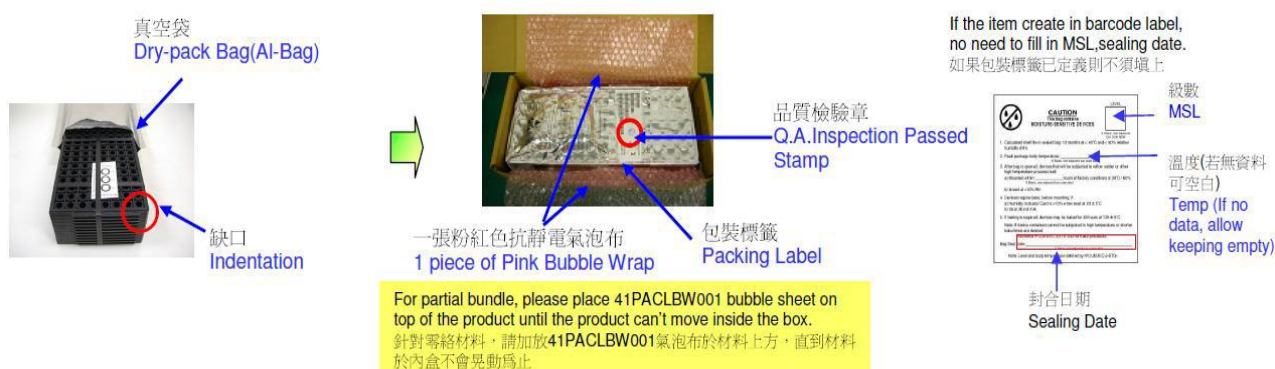 真空袋
Dry-pack Bag(Al-Bag)
缺口
Indentation
品質檢驗章
Q.A.Inspection Passed
Stamp
一張粉紅色抗靜電氣泡布
1 piece of Pink Bubble Wrap
包裝標籤
Packing Label
For partial bundle, please place 41PACLBW001 bubble sheet on
top of the product until the product can't move inside the box.
針對零絡材料，請加放41PACLBW001氣泡布於材料上方，直到材料
於內盒不會晃動爲止
If the item create in barcode label,
no need to fill in MSL,sealing date.
如果包裝標籤已定義則不須填上
LEVEL
CAUTION
This bag contains
MOISTURE-SENSITIVE DEVICES
級數
MSL
溫度(若無資料
可空白)
Temp (If no
data, allow
keeping empty)
封合日期
Sealing Date